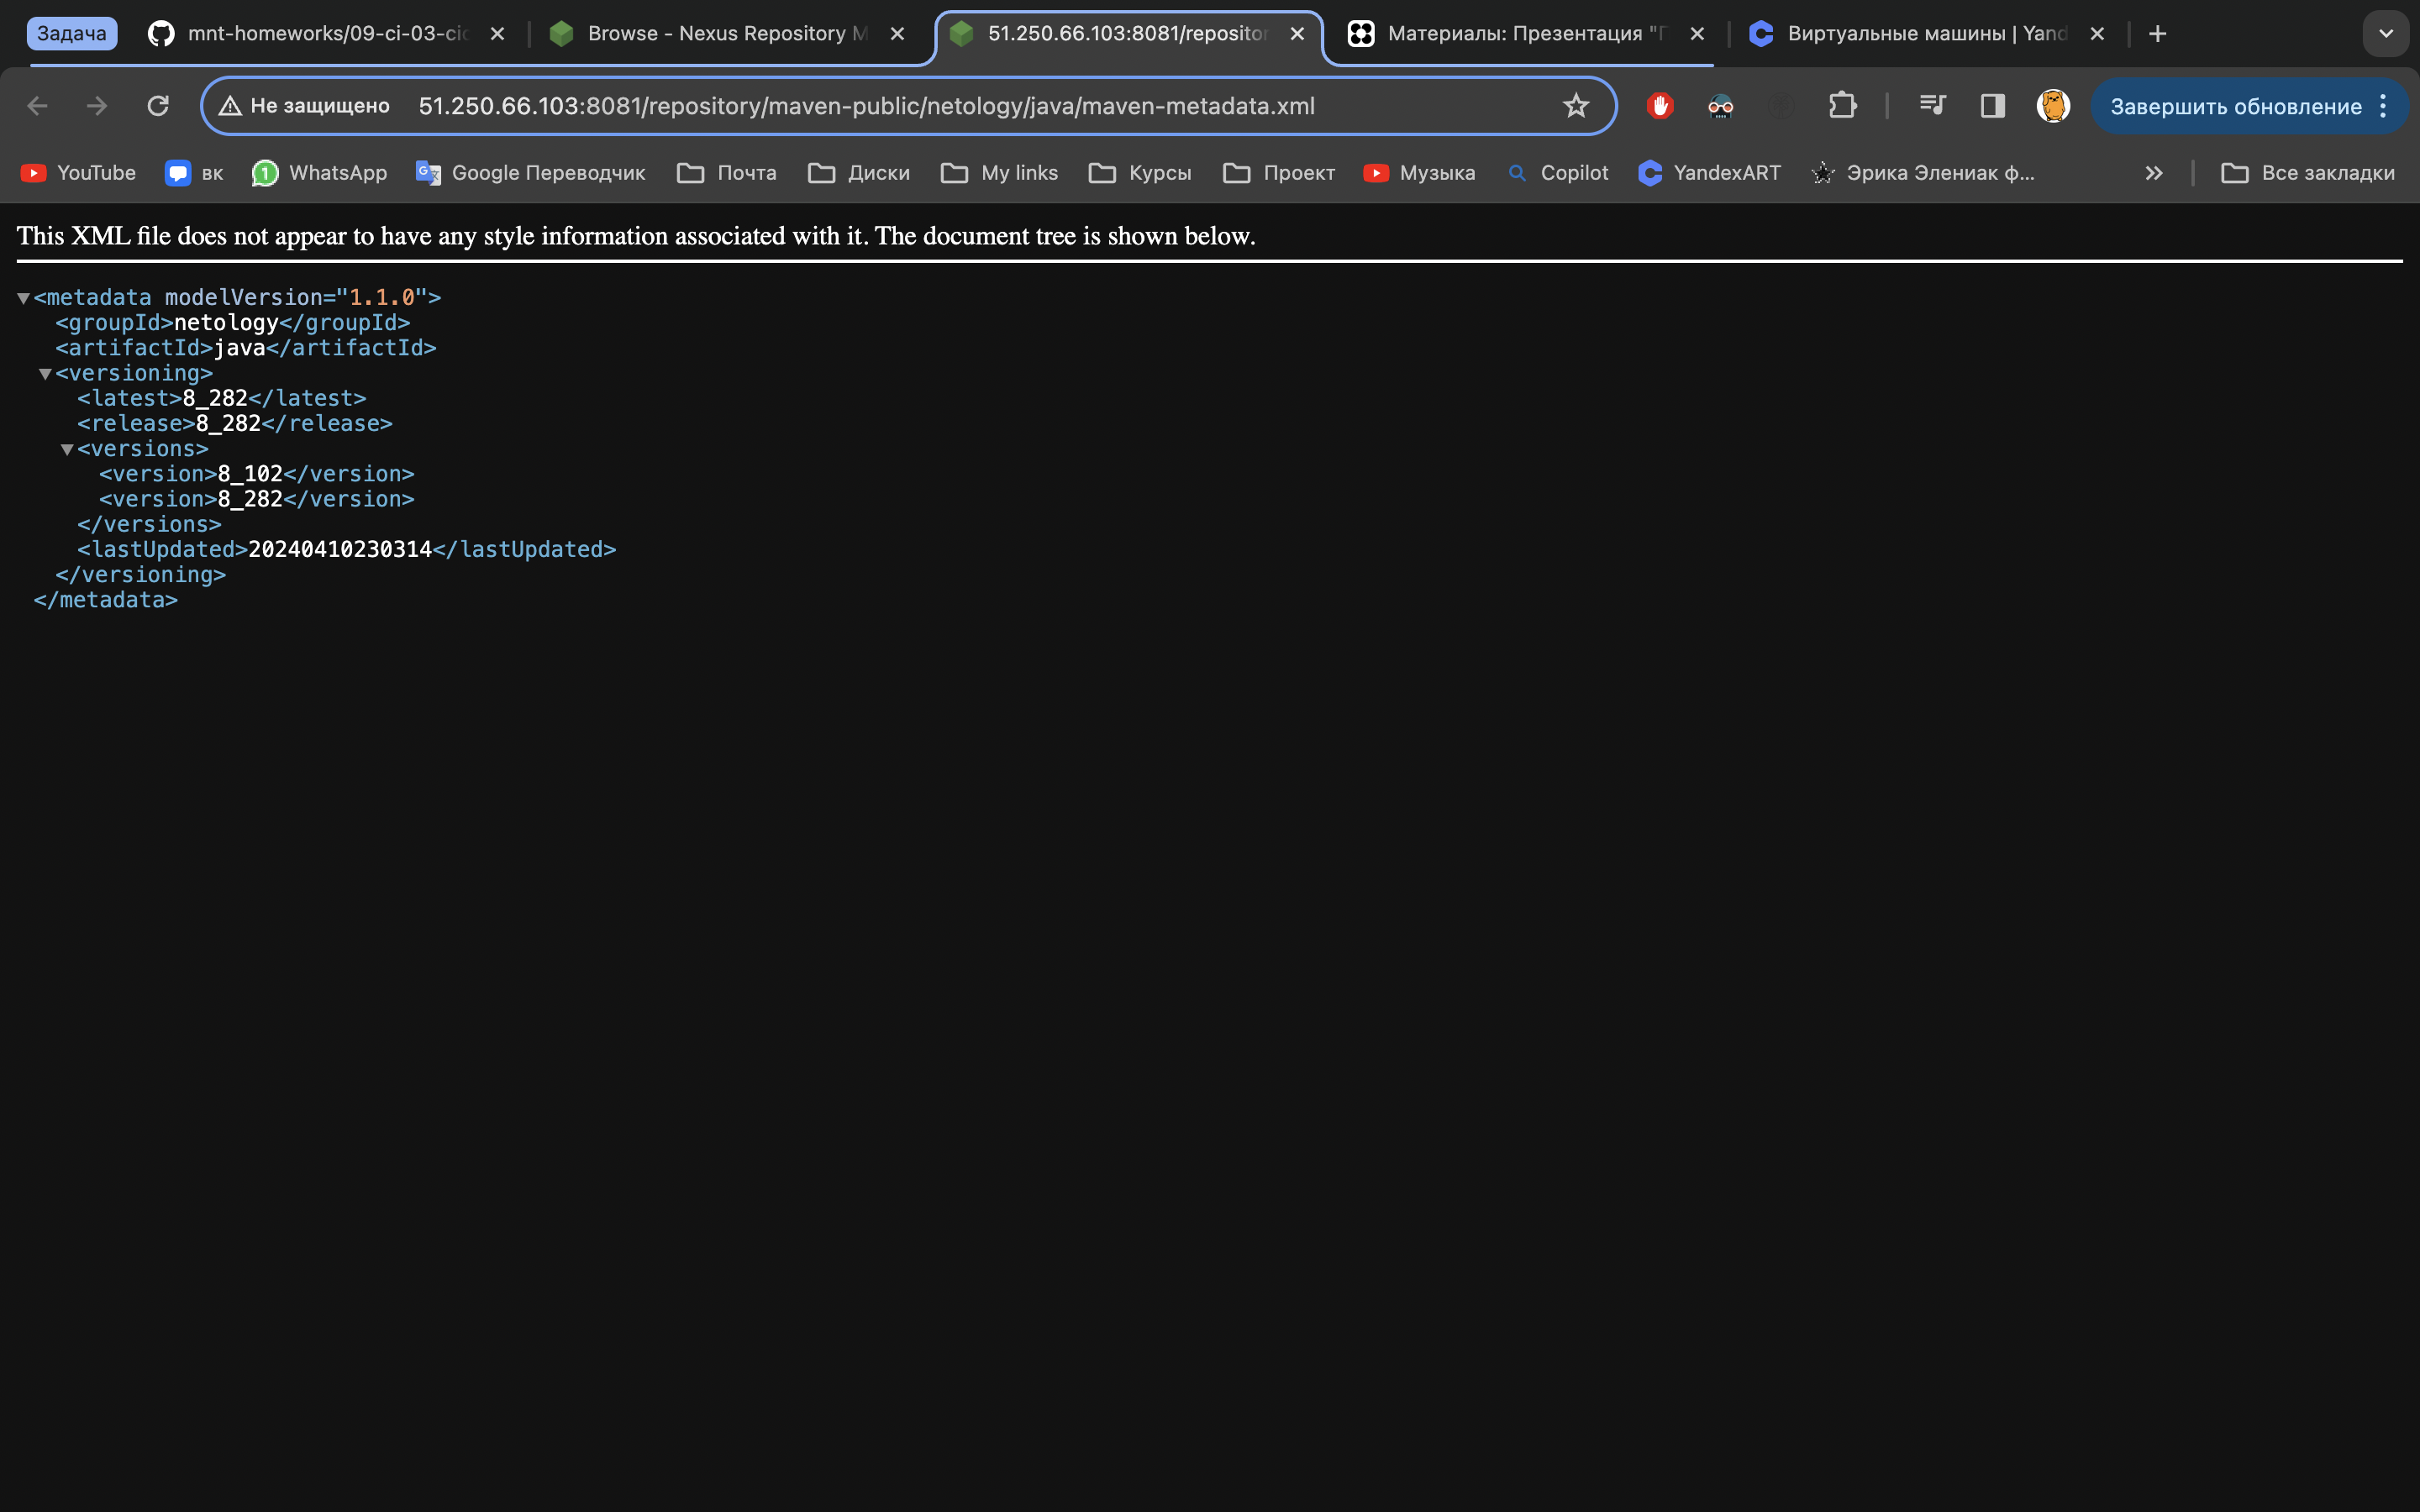 Задача
mnt-homeworks/09-ci-03-cic
Browse - Nexus Repository M
51.250.66.103:8081/repositor
Материалы: Презентация "Г
Виртуальные машины | Yand
Не защищено 51.250.66.103:8081/repository/maven-public/netology/java/maven-metadata.xml
Завершить обновление
YouTube вк WhatsApp Google Переводчик Почта Диски My links Курсы Проект Музыка Copilot YandexART Эрика Элениак ф... Все закладки
This XML file does not appear to have any style information associated with it. The document tree is shown below.
<metadata modelVersion="1.1.0">
<groupId>netology</groupId>
<artifactId>java</artifactId>
<versioning>
<latest>8_282</latest>
<release>8_282</release>
<versions>
<version>8_102</version>
<version>8_282</version>
</versions>
<lastUpdated>20240410230314</lastUpdated>
</versioning>
</metadata>